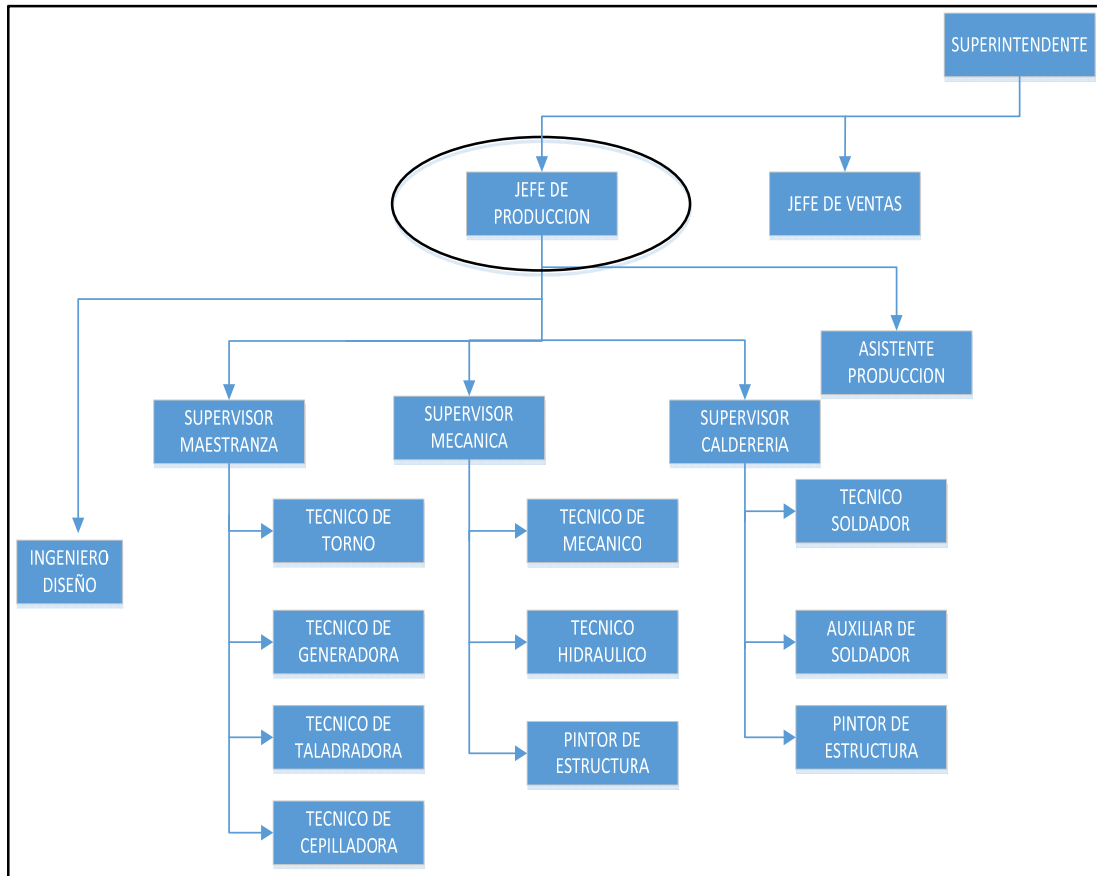 SUPERINTENDENTE
JEFE DE
PRODUCCION
JEFE DE VENTAS
ASISTENTE
PRODUCCION
SUPERVISOR
MAESTRANZA
SUPERVISOR
MECANICA
SUPERVISOR
CALDERERIA
INGENIERO
DISEÑO
TECNICO DE
TORNO
TECNICO DE
GENERADORA
TECNICO DE
TALADRADORA
TECNICO DE
CEPILLADORA
TECNICO DE
MECANICO
TECNICO
HIDRAULICO
PINTOR DE
ESTRUCTURA
TECNICO
SOLDADOR
AUXILIAR DE
SOLDADOR
PINTOR DE
ESTRUCTURA